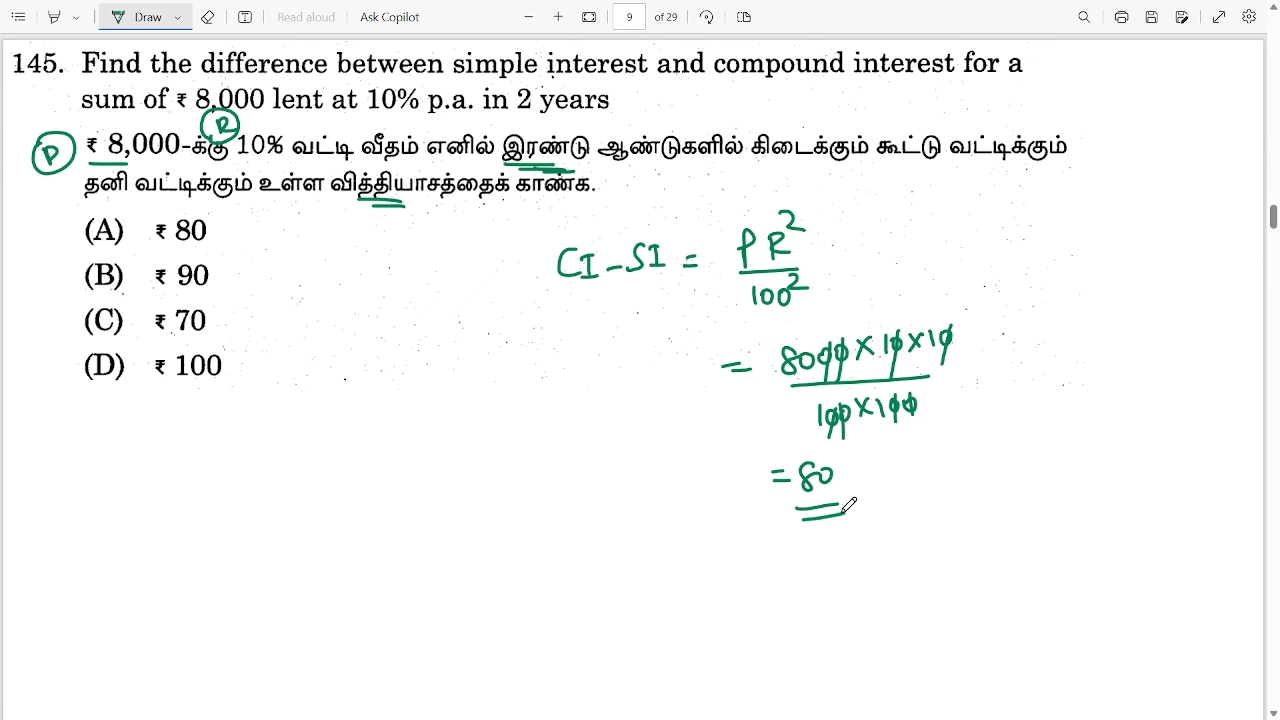 Draw
Read aloud
Ask Copilot
9 of 29
145. Find the difference between simple interest and compound interest for a
sum of ₹ 8,000 lent at 10% p.a. in 2 years
R
P
₹ 8,000-க்கு 10% வட்டி வீதம் எனில் இரண்டு ஆண்டுகளில் கிடைக்கும் கூட்டு வட்டிக்கும்
தனி வட்டிக்கும் உள்ள வித்தியாசத்தைக் காண்க.
(A) ₹ 80
(B) ₹ 90
(C) ₹ 70
(D) ₹ 100
CI - SI = PR²
100²
= 8000 × 10 × 10
100 × 100
= 80